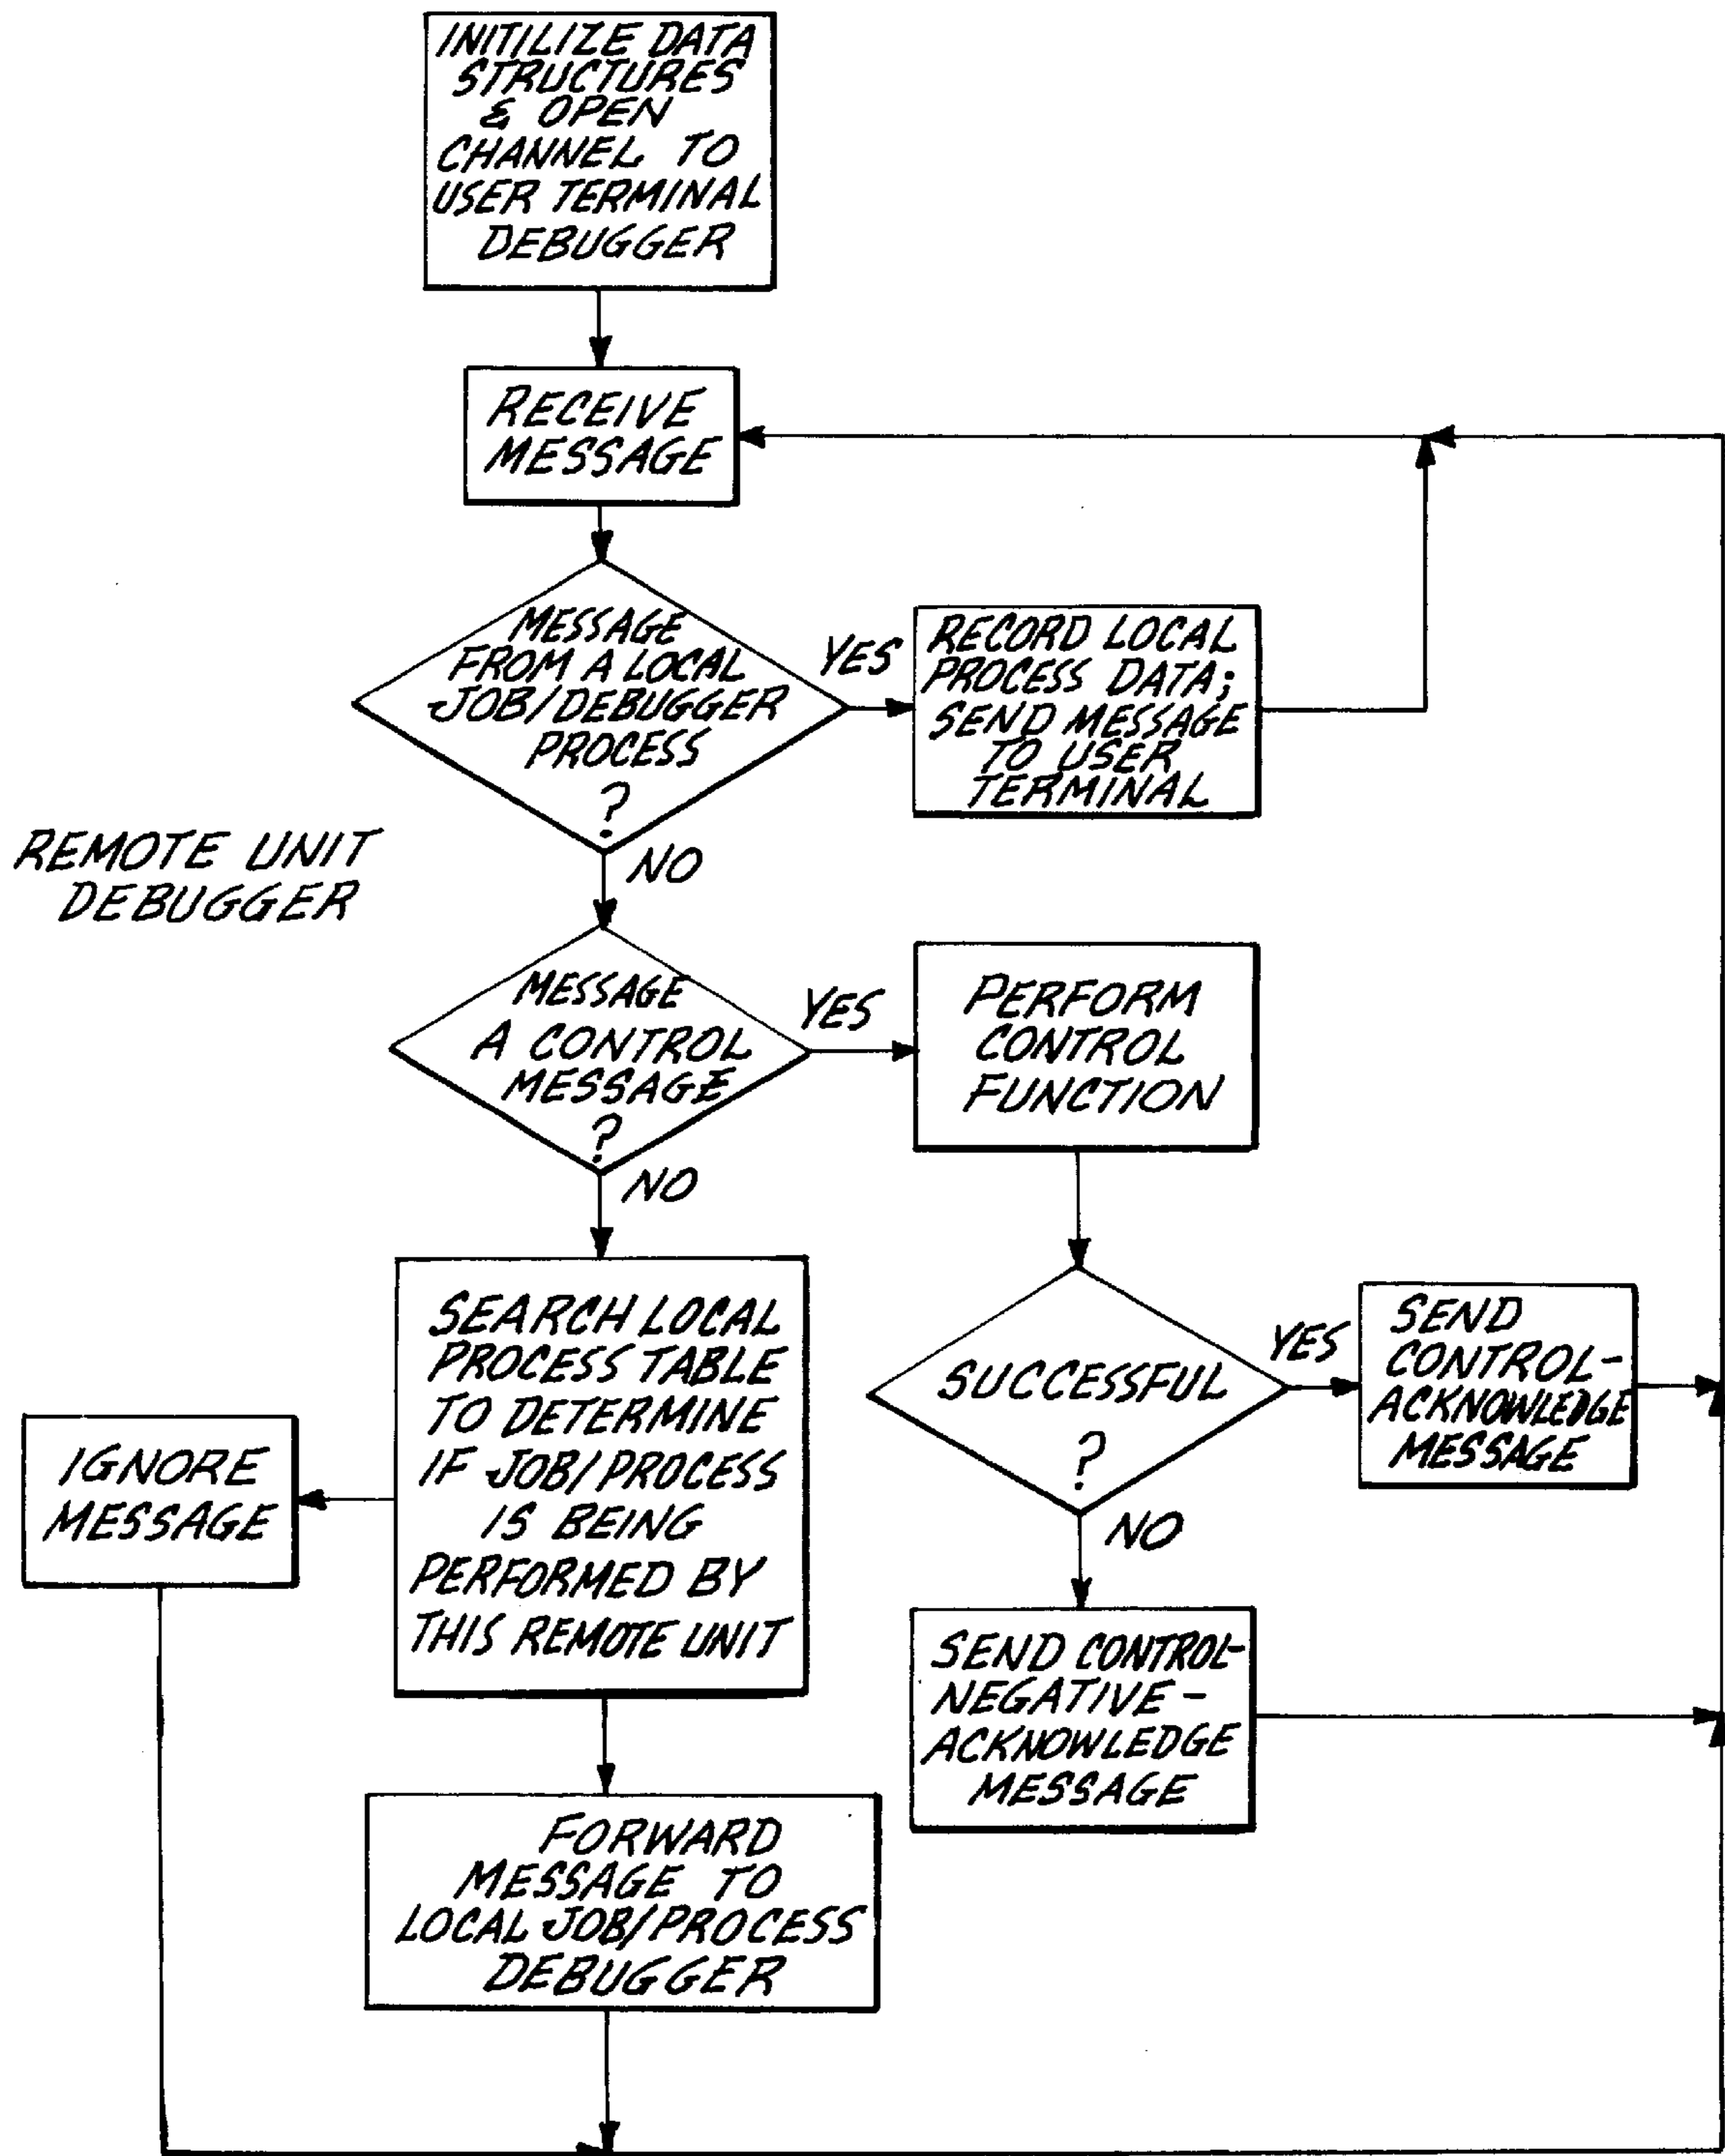 INITILIZE DATA
STRUCTURES
& OPEN
CHANNEL TO
USER TERMINAL
DEBUGGER
RECEIVE
MESSAGE
MESSAGE
FROM A LOCAL
JOB/DEBUGGER
PROCESS
?
YES
RECORD LOCAL
PROCESS DATA;
SEND MESSAGE
TO USER
TERMINAL
NO
REMOTE UNIT
DEBUGGER
MESSAGE
A CONTROL
MESSAGE
?
YES
PERFORM
CONTROL
FUNCTION
NO
SEARCH LOCAL
PROCESS TABLE
TO DETERMINE
IF JOB/PROCESS
IS BEING
PERFORMED BY
THIS REMOTE UNIT
SUCCESSFUL
?
YES
SEND
CONTROL-
ACKNOWLEDGE
MESSAGE
IGNORE
MESSAGE
NO
SEND CONTROL-
NEGATIVE-
ACKNOWLEDGE
MESSAGE
FORWARD
MESSAGE TO
LOCAL JOB/PROCESS
DEBUGGER